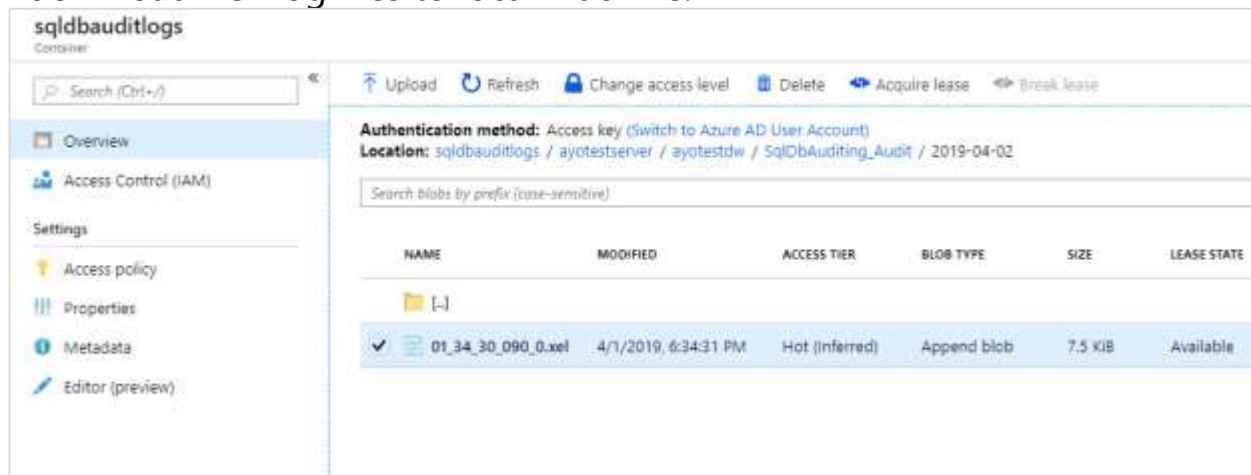 sqldbauditlogs
Container
Search (Ctrl+/)
«
Upload Refresh Change access level Delete Acquire lease Break lease
Overview
Access Control (IAM)
Settings
Access policy
Properties
Metadata
Editor (preview)
Authentication method: Access key (Switch to Azure AD User Account)
Location: sqldbauditlogs / ayotestserver / ayotestdw / SqlDbAuditing_Audit / 2019-04-02
Search blobs by prefix (case-sensitive)
NAME MODIFIED ACCESS TIER BLOB TYPE SIZE LEASE STATE
[..]
01_34_30_090_0.xel 4/1/2019, 6:34:31 PM Hot (Inferred) Append blob 7.5 KiB Available